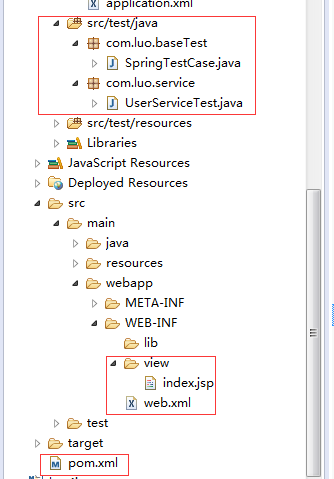 application.xml
src/test/java
com.luo.baseTest
SpringTestCase.java
com.luo.service
UserServiceTest.java
src/test/resources
Libraries
JavaScript Resources
Deployed Resources
src
main
java
resources
webapp
META-INF
WEB-INF
lib
view
index.jsp
web.xml
test
target
pom.xml